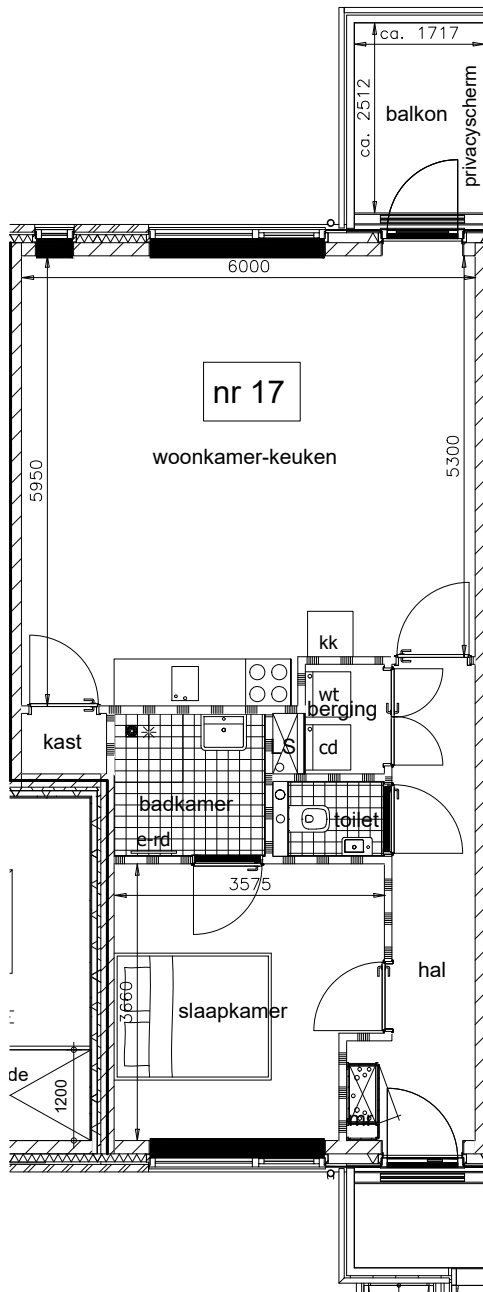 ca. 1717
ca. 2512
balkon
privacyscherm
6000
nr 17
woonkamer-keuken
5950
5300
kk
wt
berging
kast
LS
cd
badkamer
toilet
e-rd
3575
3660
slaapkamer
hal
de
1200